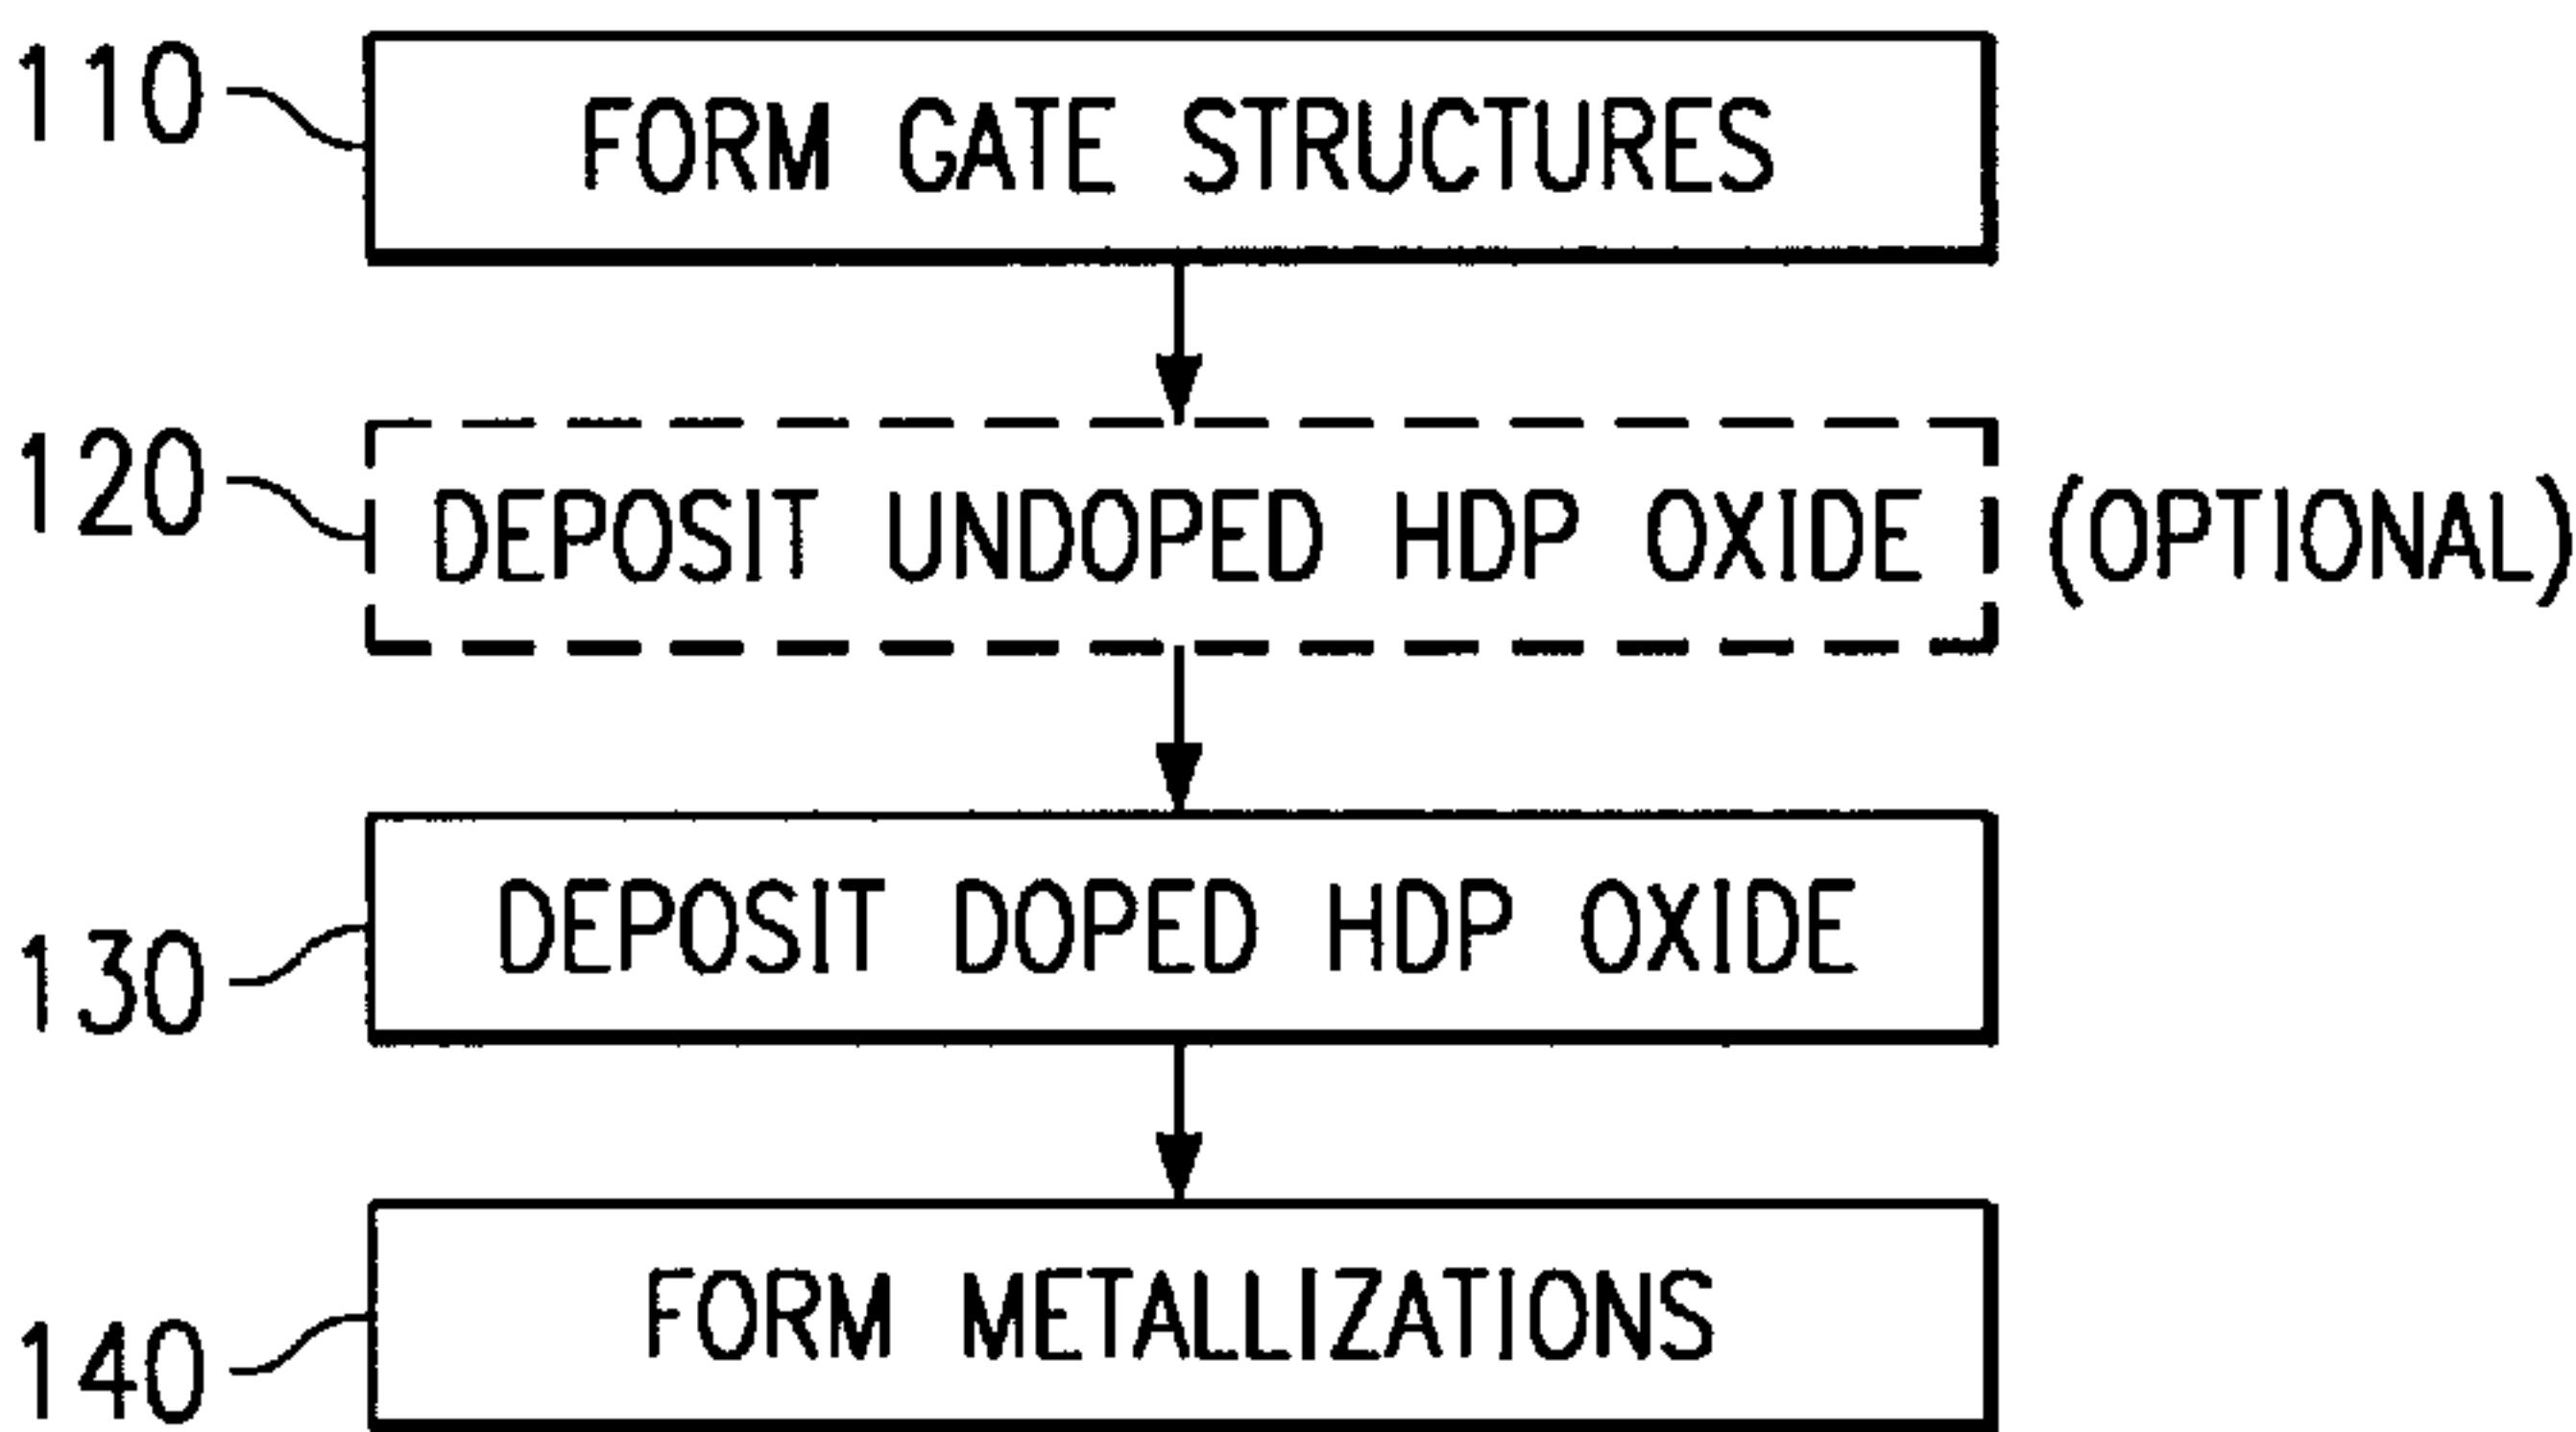 110
FORM GATE STRUCTURES
120
DEPOSIT UNDOPED HDP OXIDE
(OPTIONAL)
130
DEPOSIT DOPED HDP OXIDE
140
FORM METALLIZATIONS